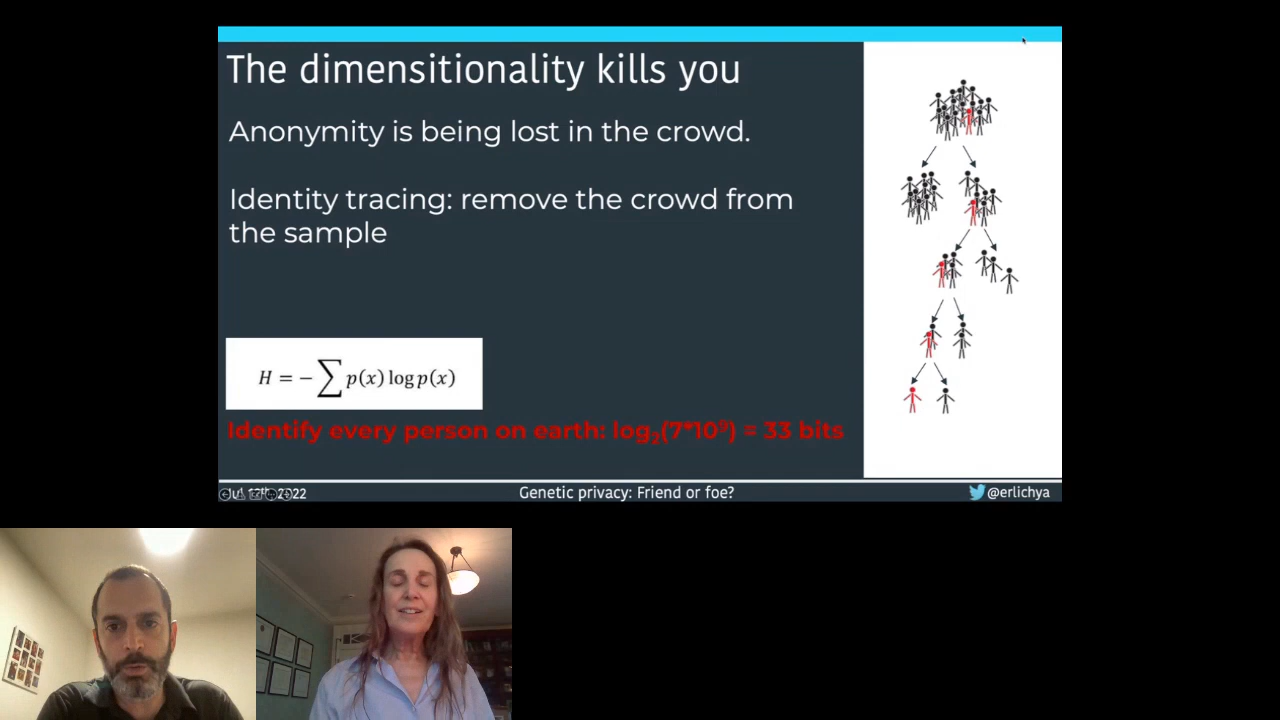 The dimensitionality kills you
Anonymity is being lost in the crowd.
Identity tracing: remove the crowd from
the sample
H = − ∑ p(x) log p(x)
Identify every person on earth: log₂(7*10⁹) = 33 bits
Jul 2022
Genetic privacy: Friend or foe?
@erlichya